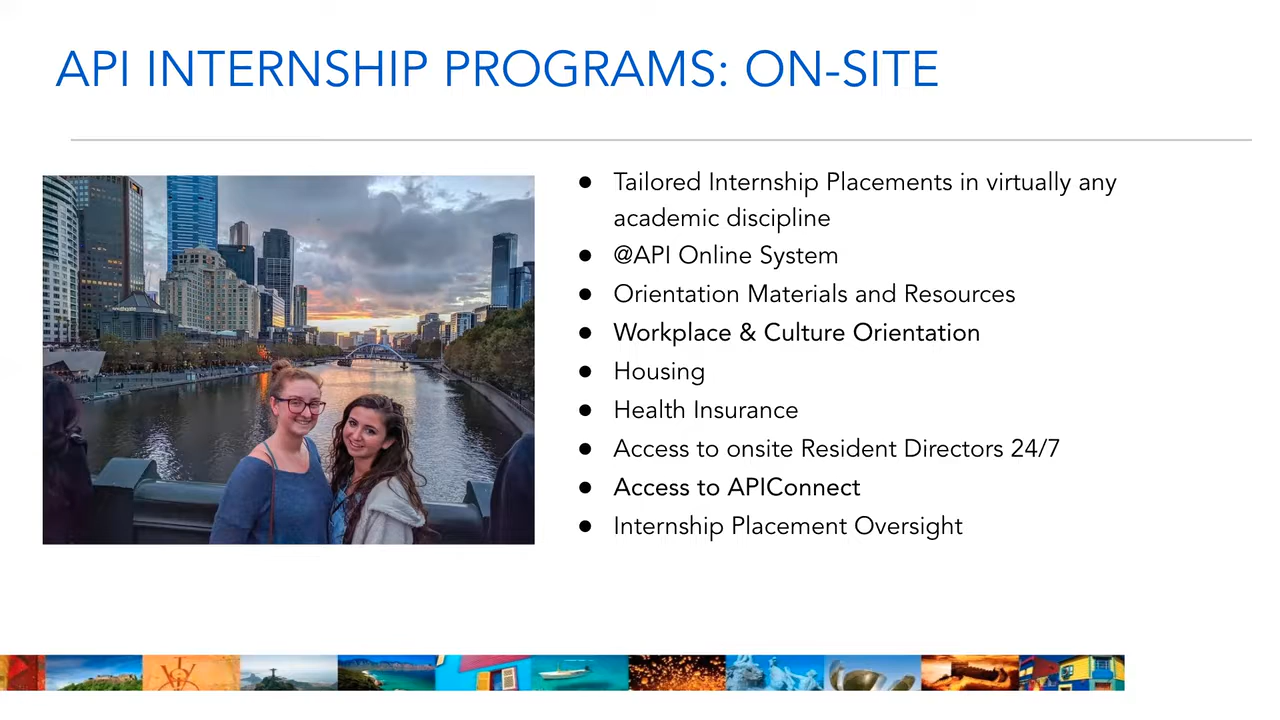 API INTERNSHIP PROGRAMS: ON-SITE
● Tailored Internship Placements in virtually any
academic discipline
● @API Online System
● Orientation Materials and Resources
● Workplace & Culture Orientation
● Housing
● Health Insurance
● Access to onsite Resident Directors 24/7
● Access to APIConnect
● Internship Placement Oversight